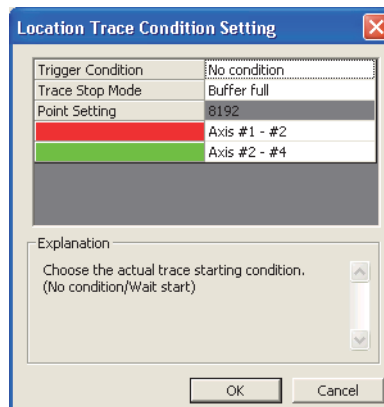 Location Trace Condition Setting
Trigger Condition No condition
Trace Stop Mode Buffer full
Point Setting 8192
Axis #1 - #2
Axis #2 - #4
Explanation
Choose the actual trace starting condition.
(No condition/Wait start)
OK Cancel